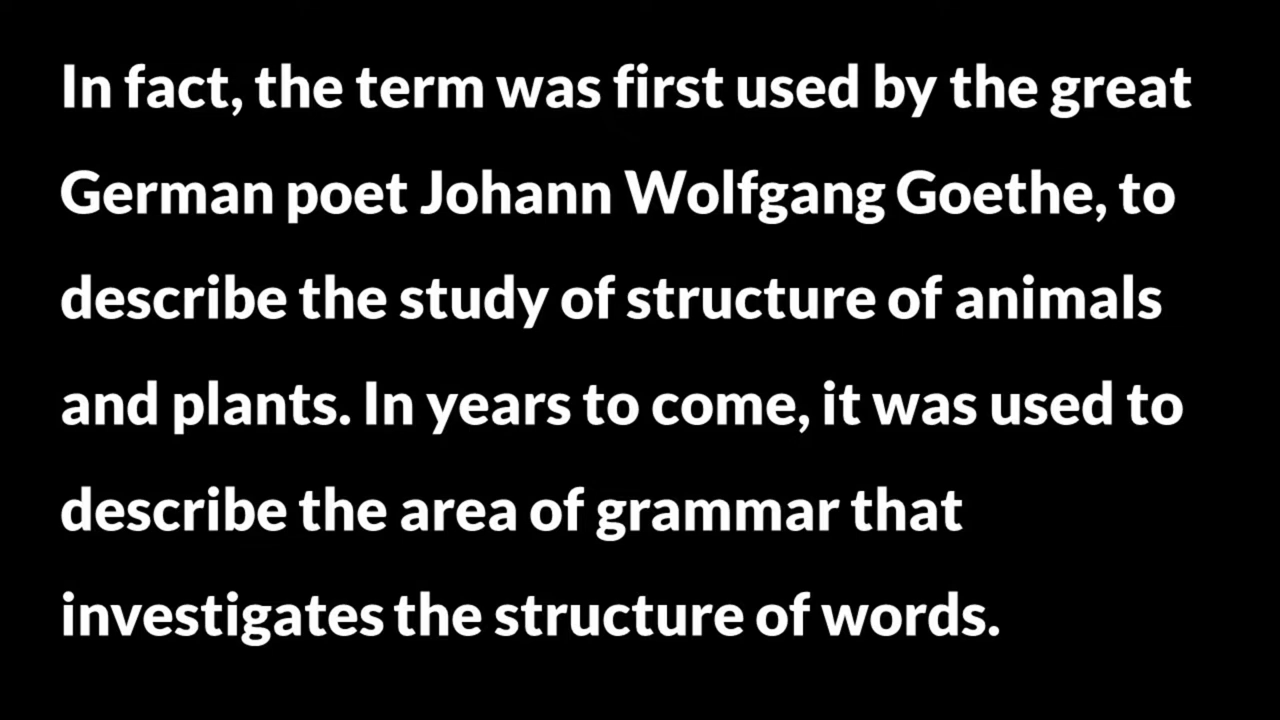 In fact, the term was first used by the great
German poet Johann Wolfgang Goethe, to
describe the study of structure of animals
and plants. In years to come, it was used to
describe the area of grammar that
investigates the structure of words.